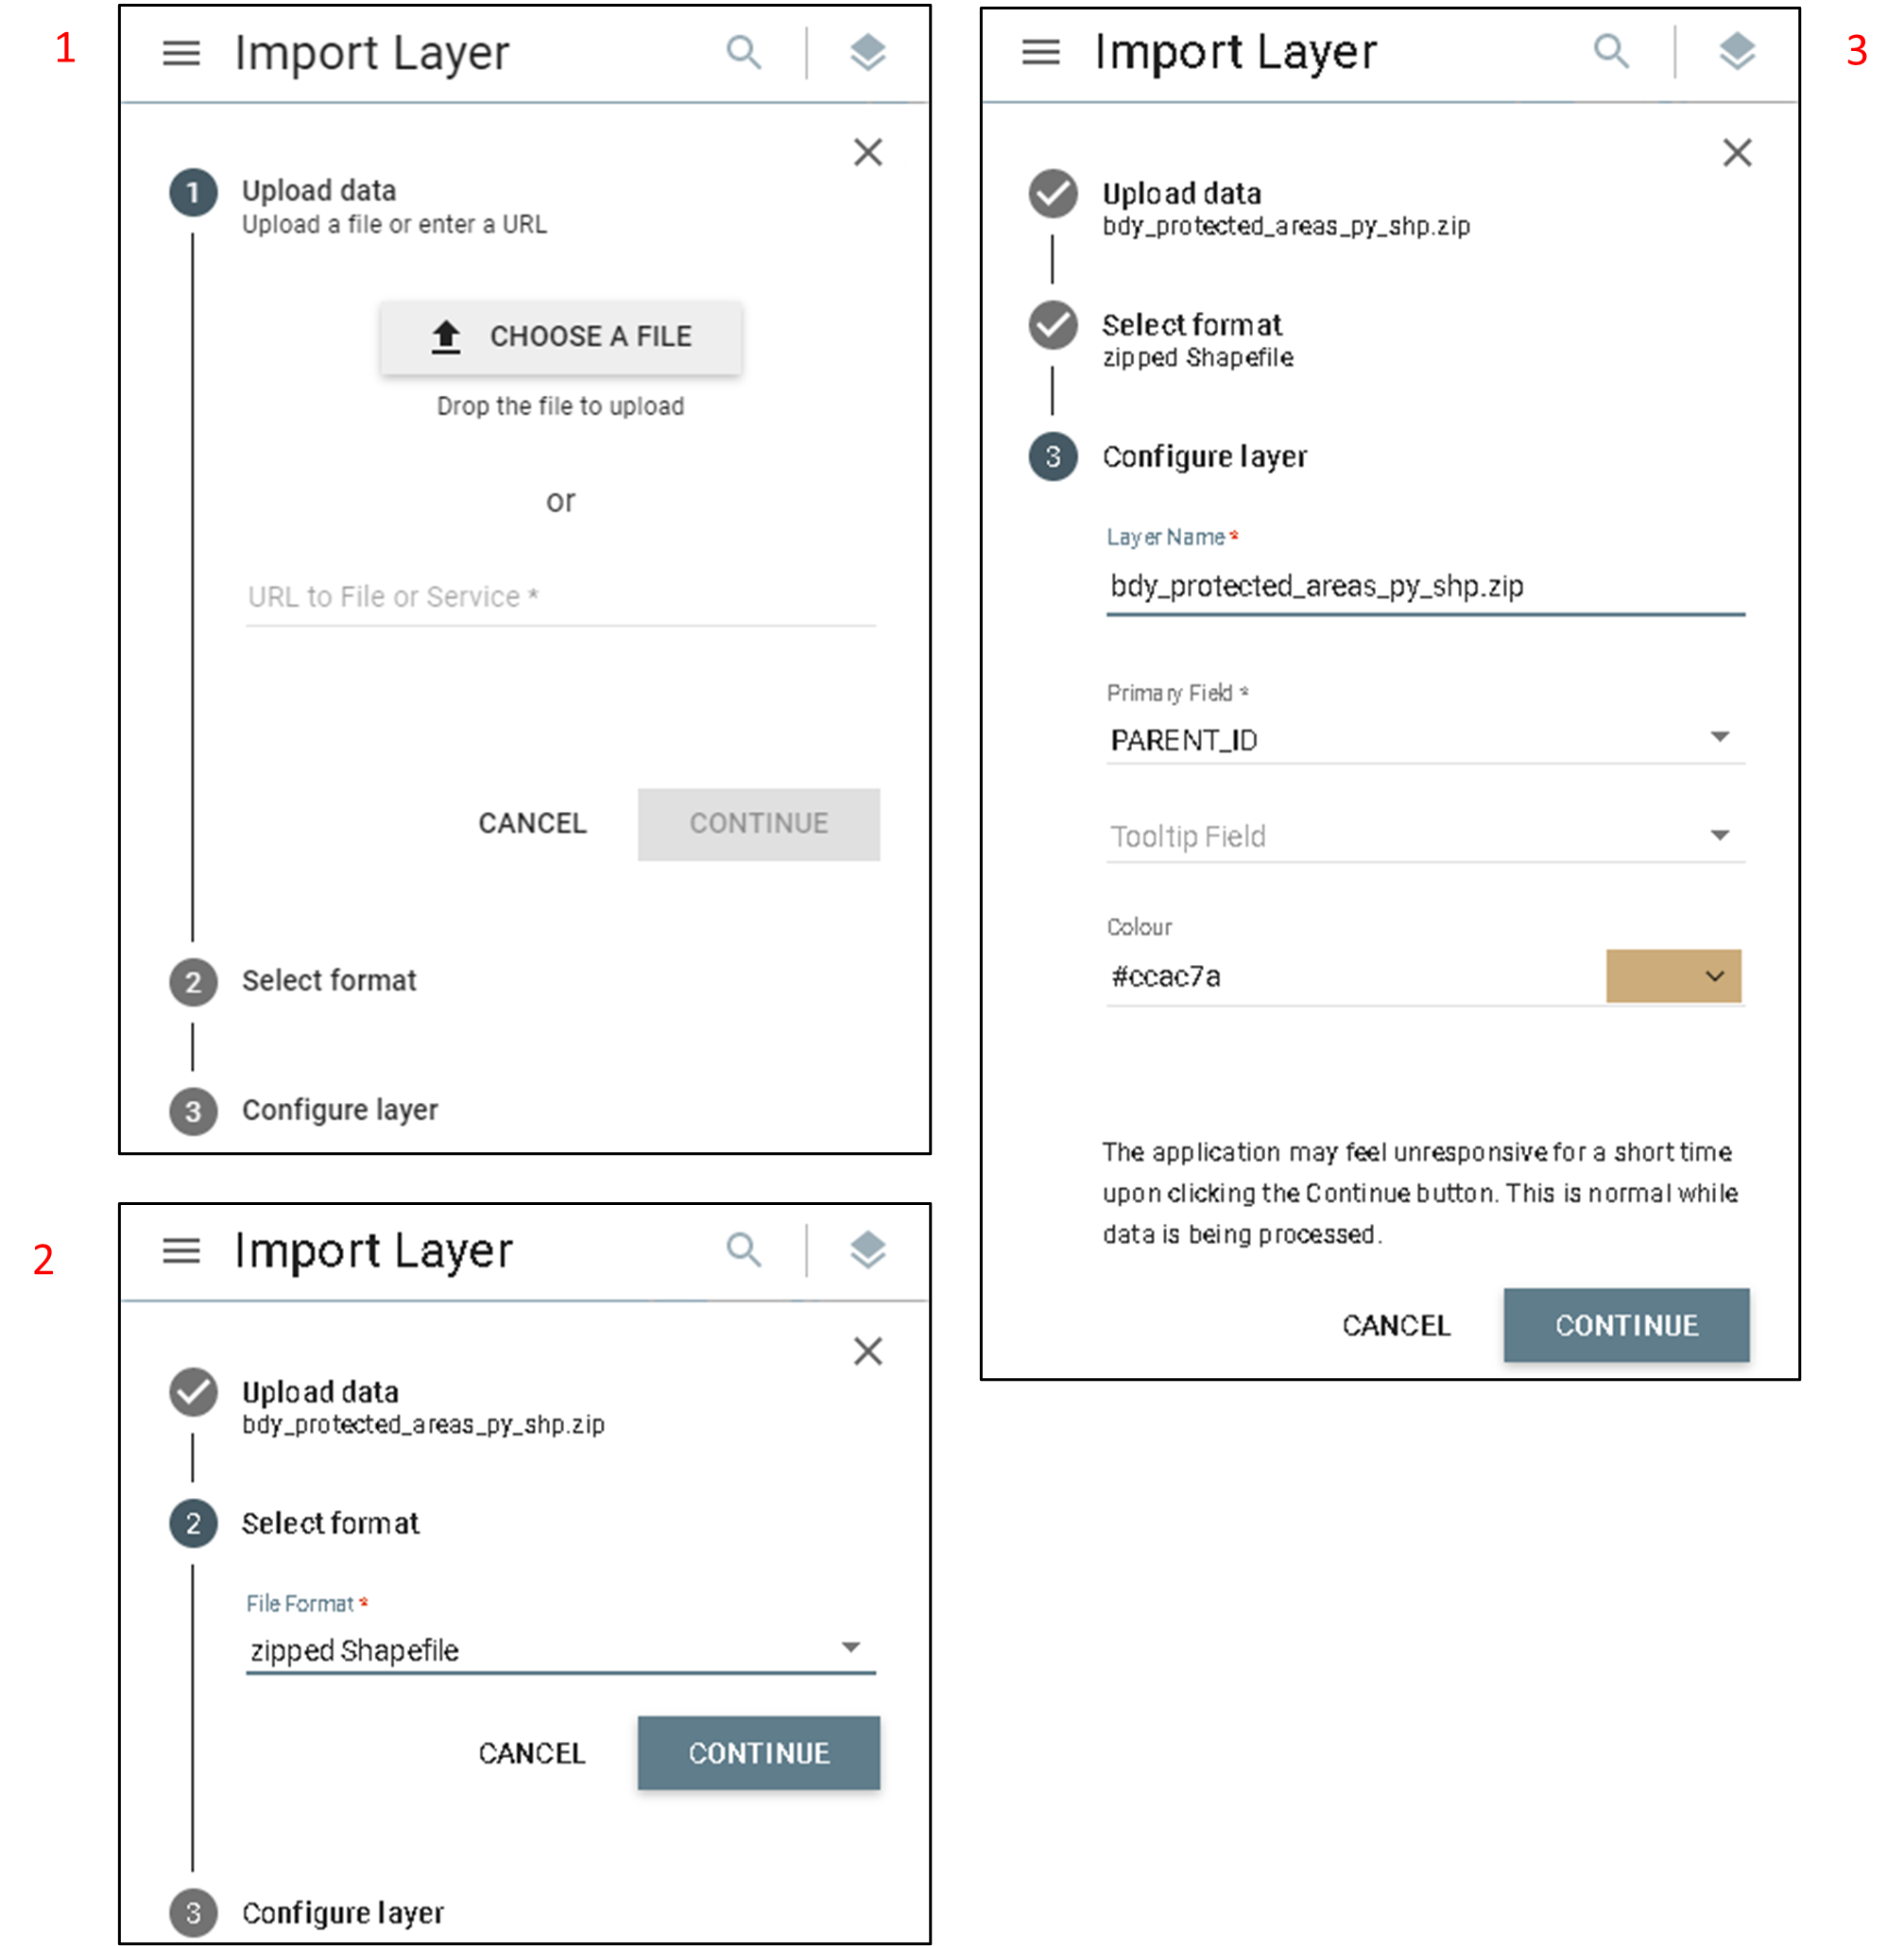 1
Import Layer
1
Upload data
Upload a file or enter a URL
CHOOSE A FILE
Drop the file to upload
or
URL to File or Service *
CANCEL
CONTINUE
2
Select format
3
Configure layer
2
Import Layer
Upload data
bdy_protected_areas_py_shp.zip
2
Select format
File Format *
zipped Shapefile
CANCEL
CONTINUE
3
Configure layer
3
Import Layer
Upload data
bdy_protected_areas_py_shp.zip
Select format
zipped Shapefile
3
Configure layer
Layer Name *
bdy_protected_areas_py_shp.zip
Primary Field *
PARENT_ID
Tooltip Field
Colour
#ccac7a
The application may feel unresponsive for a short time
upon clicking the Continue button. This is normal while
data is being processed.
CANCEL
CONTINUE